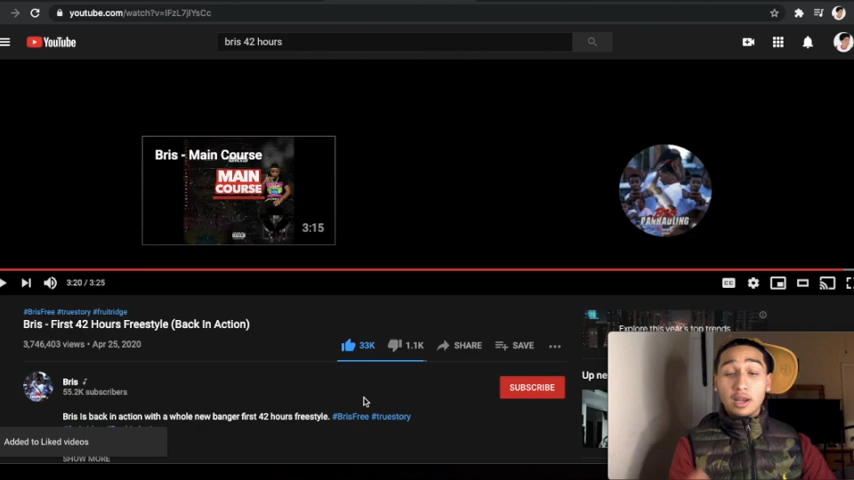 youtube.com/watch?v=IFzL7jIYsCc
YouTube
bris 42 hours
Bris - Main Course
MAIN
COURSE
3:15
PANHADLING
3:20 / 3:25
#BrisFree #truestory #fruitridge
Bris - First 42 Hours Freestyle (Back In Action)
3,746,403 views • Apr 25, 2020
33K
1.1K
SHARE
SAVE
Explore this year's top trends
Bris
55.2K subscribers
SUBSCRIBE
Up ne
Bris Is back in action with a whole new banger first 42 hours freestyle. #BrisFree #truestory
Added to Liked videos
SHOW MORE